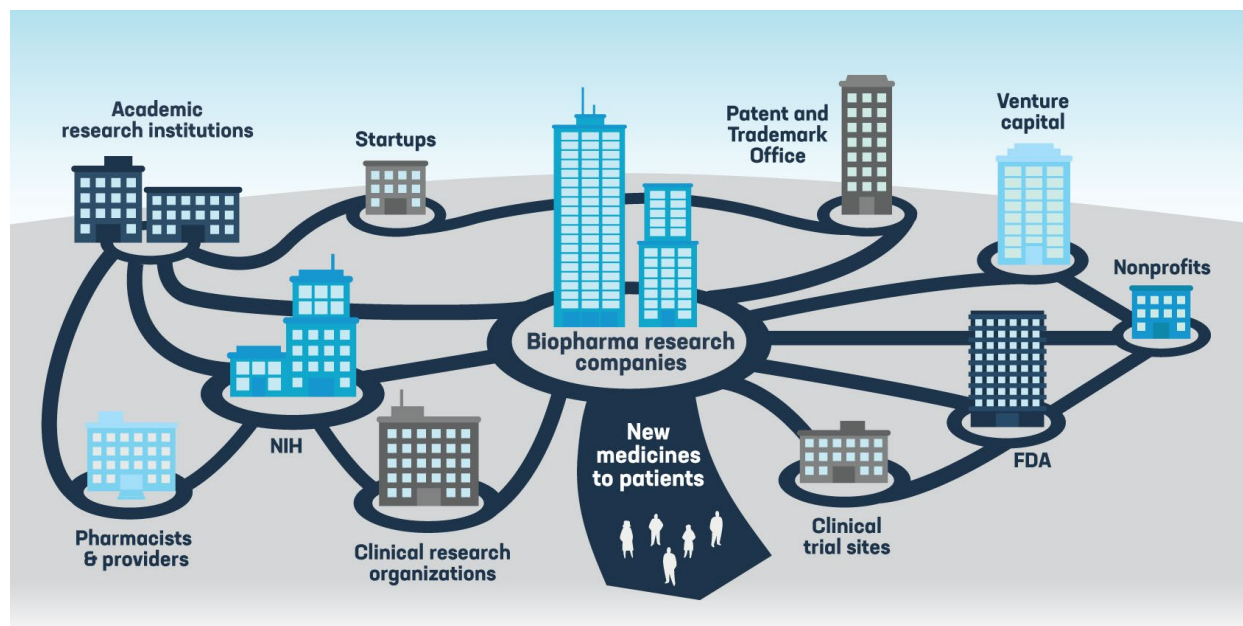 Academic
research institutions
Startups
Patent and
Trademark
Office
Venture
capital
Nonprofits
Biopharma research
companies
NIH
New
medicines
to patients
FDA
Pharmacists
& providers
Clinical research
organizations
Clinical
trial sites